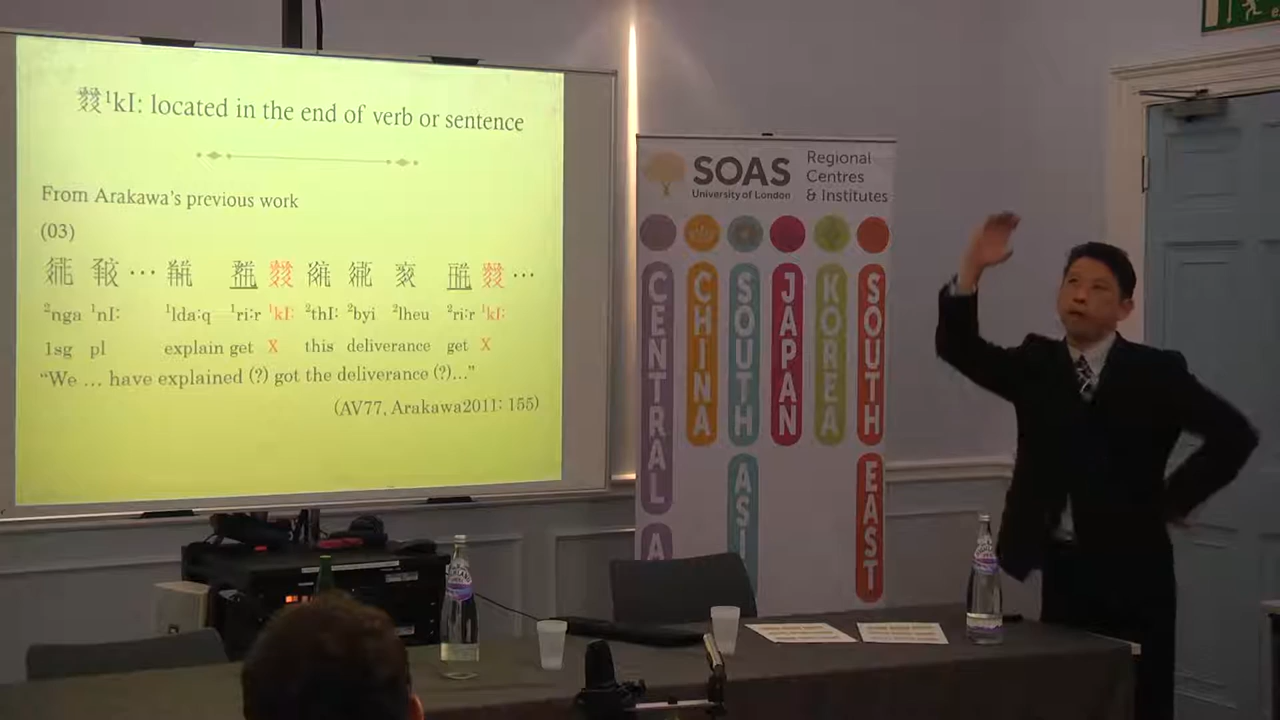 ¹kI: located in the end of verb or sentence
From Arakawa's previous work
(03)
… …
²nga ¹nI: ¹lda:q ¹ri:r ¹kI: ²thI: ²byi ²lheu ²ri:r ¹kI:
1sg pl explain get X this deliverance get X
“We … have explained (?) got the deliverance (?)…”
(AV77, Arakawa2011: 155)
SOAS
University of London
Regional
Centres
& Institutes
CENTRAL A
CHINA
SOUTH ASI
JAPAN
KOREA
SOUTH EAST